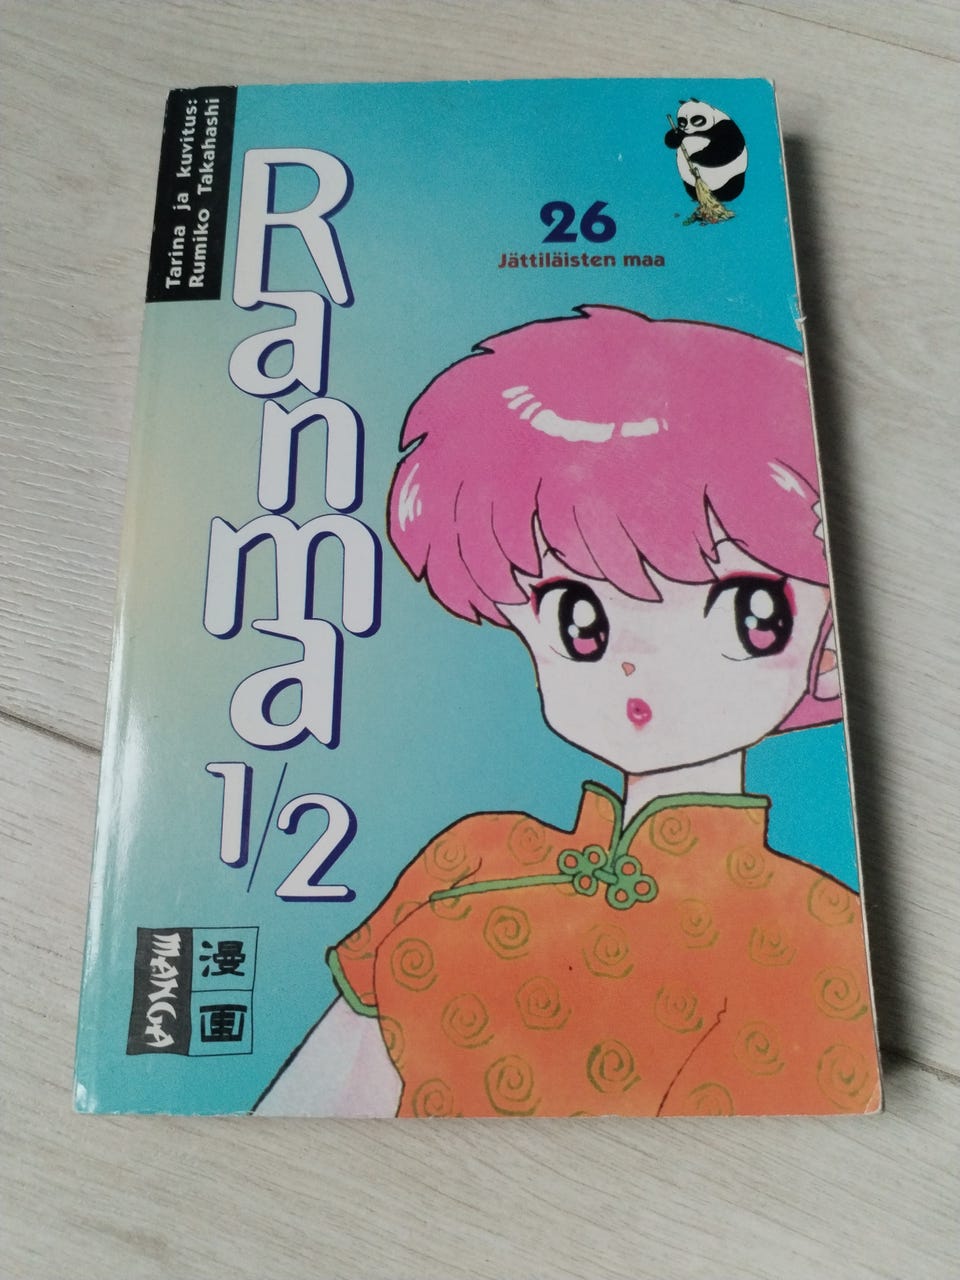 Tarina ja kuvitus:
Rumiko Takahashi
Ranma
1/2
26
Jättiläisten maa
MANGA
漫画